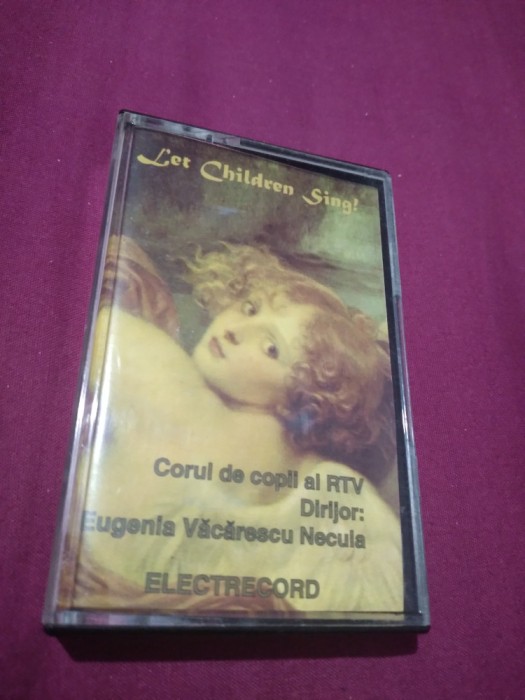 Let Children Sing!
Corul de copii al RTV
Dirijor:
Eugenia Văcărescu Necula
ELECTRECORD